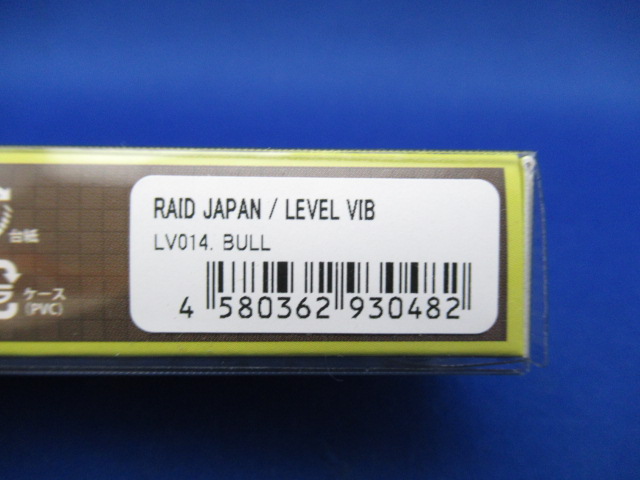 RAID JAPAN / LEVEL VIB
LV014. BULL
4 580362 930482
台紙
ケース
(PVC)